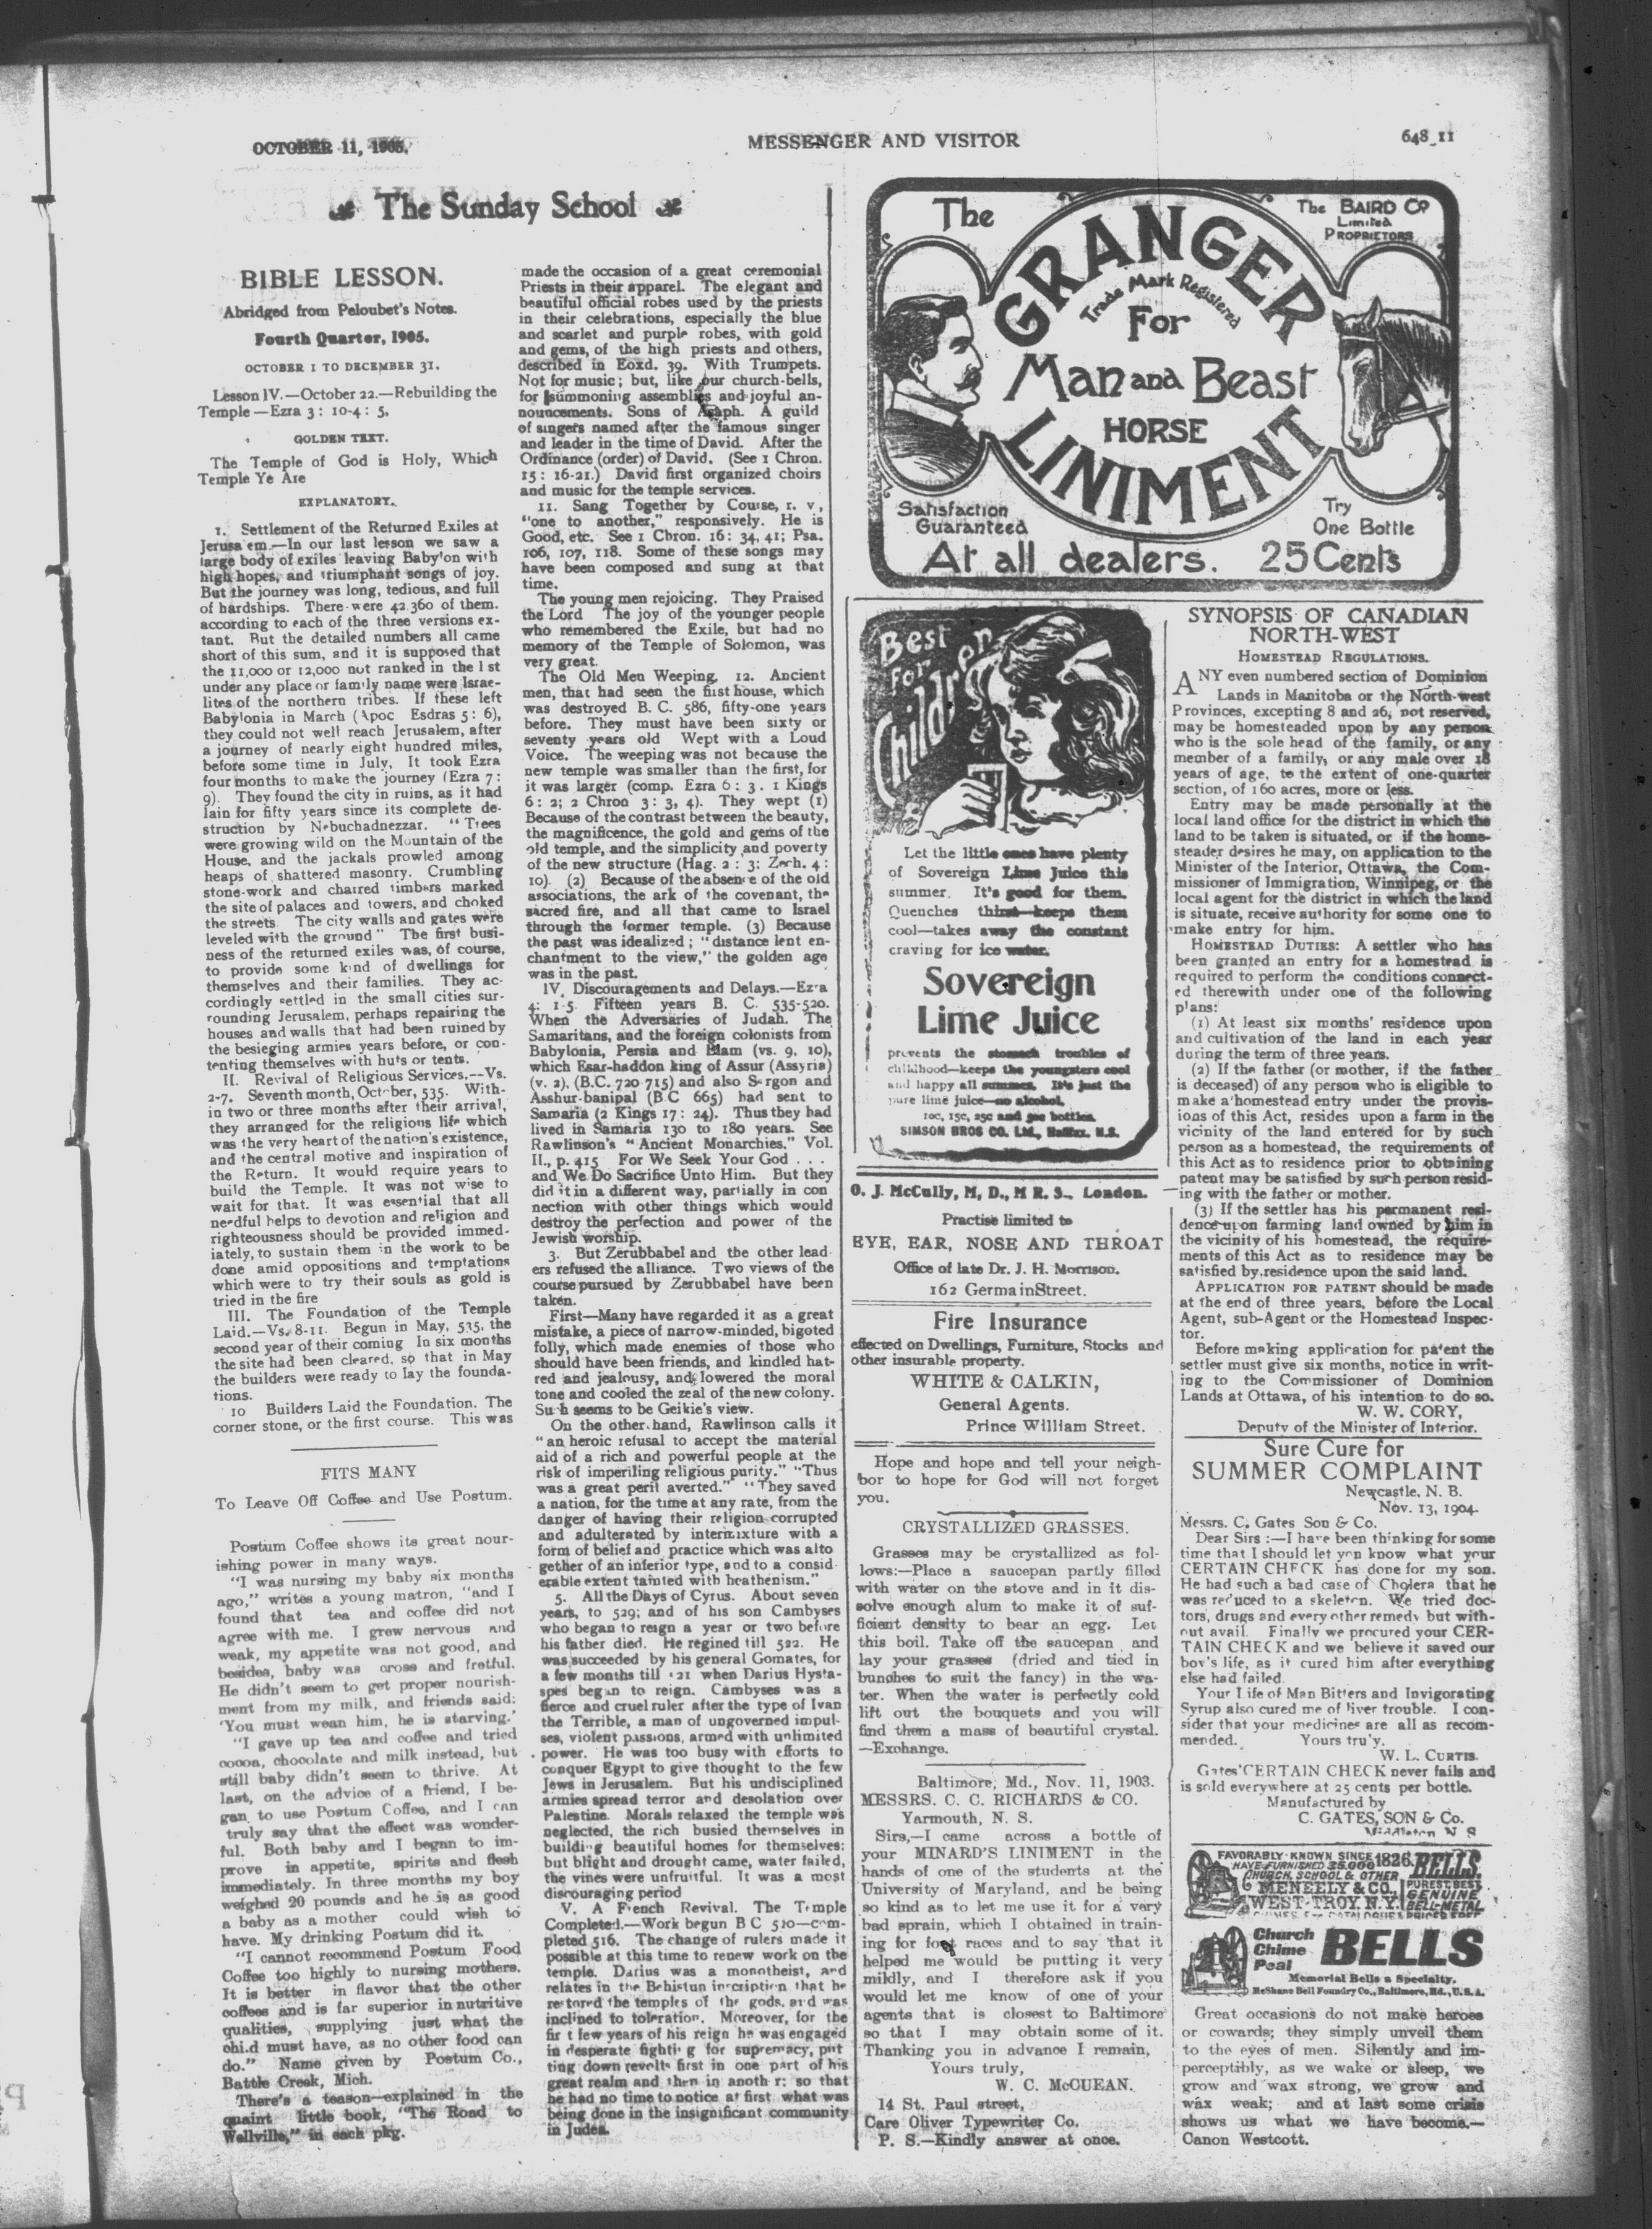 OCTOBER 11, 1905.
MESSENGER AND VISITOR
648 11
The Sunday School
BIBLE LESSON.
Abridged from Peloubet's Notes.
Fourth Quarter, 1905.
OCTOBER 1 TO DECEMBER 31.
Lesson IV.—October 22.—Rebuilding the
Temple—Ezra 3: 10-4: 5.
GOLDEN TEXT.
The Temple of God is Holy, Which
Temple Ye Are
EXPLANATORY.
1. Settlement of the Returned Exiles at
Jerusa em.—In our last lesson we saw a
large body of exiles leaving Baby'on with
high hopes, and triumphant songs of joy.
But the journey was long, tedious, and full
of hardships. There were 42 360 of them.
according to each of the three versions ex-
tant. But the detailed numbers all came
short of this sum, and it is supposed that
the 11,000 or 12,000 not ranked in the l st
under any place or family name were Israe-
lites of the northern tribes. If these left
Babylonia in March (Apoc Esdras 5: 6),
they could not well reach Jerusalem, after
a journey of nearly eight hundred miles,
before some time in July. It took Ezra
four months to make the journey (Ezra 7:
9). They found the city in ruins, as it had
lain for fifty years since its complete de-
struction by Nebuchadnezzar. "Trees
were growing wild on the Mountain of the
House, and the jackals prowled among
heaps of shattered masonry. Crumbling
stone-work and charred timbers marked
the site of palaces and towers, and choked
the streets The city walls and gates were
leveled with the ground" The first busi-
ness of the returned exiles was, of course,
to provide some kind of dwellings for
themselves and their families. They ac-
cordingly settled in the small cities sur-
rounding Jerusalem, perhaps repairing the
houses and walls that had been ruined by
the besieging armies years before, or con-
tenting themselves with huts or tents.
II. Revival of Religious Services.--Vs.
2-7. Seventh month, October, 535. With-
in two or three months after their arrival,
they arranged for the religious life which
was the very heart of the nation's existence,
and the central motive and inspiration of
the Return. It would require years to
build the Temple. It was not wise to
wait for that. It was essential that all
needful helps to devotion and religion and
righteousness should be provided immed-
iately, to sustain them in the work to be
done amid oppositions and temptations
which were to try their souls as gold is
tried in the fire
III. The Foundation of the Temple
Laid.—Vs. 8-11. Begun in May, 535, the
second year of their coming In six months
the site had been cleared, so that in May
the builders were ready to lay the founda-
tions.
10 Builders Laid the Foundation. The
corner stone, or the first course. This was
FITS MANY
To Leave Off Coffee and Use Postum.
Postum Coffee shows its great nour-
ishing power in many ways.
"I was nursing my baby six months
ago," writes a young matron, "and I
found that tea and coffee did not
agree with me. I grew nervous and
weak, my appetite was not good, and
besides, baby was cross and fretful.
He didn't seem to get proper nourish-
ment from my milk, and friends said:
'You must wean him, he is starving.'
"I gave up tea and coffee and tried
cocoa, chocolate and milk instead, but
still baby didn't seem to thrive. At
last, on the advice of a friend, I be-
gan to use Postum Coffee, and I can
truly say that the effect was wonder-
ful. Both baby and I began to im-
prove in appetite, spirits and flesh
immediately. In three months my boy
weighed 20 pounds and he is as good
a baby as a mother could wish to
have. My drinking Postum did it.
"I cannot recommend Postum Food
Coffee too highly to nursing mothers.
It is better in flavor that the other
coffees and is far superior in nutritive
qualities, supplying just what the
chi.d must have, as no other food can
do." Name given by Postum Co.,
Battle Creek, Mich.
There's a teason—explained in the
quaint little book, "The Road to
Wellville," in each pkg.
made the occasion of a great ceremonial
Priests in their apparel. The elegant and
beautiful official robes used by the priests
in their celebrations, especially the blue
and scarlet and purple robes, with gold
and gems, of the high priests and others,
described in Eoxd. 39. With Trumpets.
Not for music; but, like our church-bells,
for summoning assemblies and joyful an-
nouncements. Sons of Asaph. A guild
of singers named after the famous singer
and leader in the time of David. After the
Ordinance (order) of David. (See 1 Chron.
15: 16-21.) David first organized choirs
and music for the temple services.
11. Sang Together by Course, r. v,
"one to another," responsively. He is
Good, etc. See 1 Chron. 16: 34, 41; Psa.
106, 107, 118. Some of these songs may
have been composed and sung at that
time.
The young men rejoicing. They Praised
the Lord The joy of the younger people
who remembered the Exile, but had no
memory of the Temple of Solomon, was
very great.
The Old Men Weeping, 12. Ancient
men, that had seen the first house, which
was destroyed B. C. 586, fifty-one years
before. They must have been sixty or
seventy years old Wept with a Loud
Voice. The weeping was not because the
new temple was smaller than the first, for
it was larger (comp. Ezra 6: 3. 1 Kings
6: 2; 2 Chron 3: 3, 4). They wept (1)
Because of the contrast between the beauty,
the magnificence, the gold and gems of the
old temple, and the simplicity and poverty
of the new structure (Hag. 2: 3; Zech. 4:
10). (2) Because of the absence of the old
associations, the ark of the covenant, the
sacred fire, and all that came to Israel
through the former temple. (3) Because
the past was idealized; "distance lent en-
chantment to the view," the golden age
was in the past.
IV. Discouragements and Delays.—Ezra
4: 1-5. Fifteen years B. C. 535-520.
When the Adversaries of Judah. The
Samaritans, and the foreign colonists from
Babylonia, Persia and Elam (vs. 9, 10),
which Esar-haddon king of Assur (Assyria)
(v. 2), (B.C. 720 715) and also Sargon and
Asshur-banipal (B.C 665) had sent to
Samaria (2 Kings 17: 24). Thus they had
lived in Samaria 130 to 180 years. See
Rawlinson's "Ancient Monarchies," Vol.
II., p. 415 For We Seek Your God . . .
and We Do Sacrifice Unto Him. But they
did it in a different way, partially in con
nection with other things which would
destroy the perfection and power of the
Jewish worship.
3. But Zerubbabel and the other lead-
ers refused the alliance. Two views of the
course pursued by Zerubbabel have been
taken.
First—Many have regarded it as a great
mistake, a piece of narrow-minded, bigoted
folly, which made enemies of those who
should have been friends, and kindled hat-
red and jealousy, and lowered the moral
tone and cooled the zeal of the new colony.
Such seems to be Geikie's view.
On the other hand, Rawlinson calls it
"an heroic refusal to accept the material
aid of a rich and powerful people at the
risk of imperiling religious purity." "Thus
was a great peril averted." "They saved
a nation, for the time at any rate, from the
danger of having their religion corrupted
and adulterated by intermixture with a
form of belief and practice which was alto
gether of an inferior type, and to a consid-
erable extent tainted with heathenism."
5. All the Days of Cyrus. About seven
years, to 529; and of his son Cambyses
who began to reign a year or two before
his father died. He regined till 522. He
was succeeded by his general Gomates, for
a few months till 521 when Darius Hysta-
spes began to reign. Cambyses was a
fierce and cruel ruler after the type of Ivan
the Terrible, a man of ungoverned impul-
ses, violent passions, armed with unlimited
power. He was too busy with efforts to
conquer Egypt to give thought to the few
Jews in Jerusalem. But his undisciplined
armies spread terror and desolation over
Palestine. Morals relaxed the temple was
neglected, the rich busied themselves in
building beautiful homes for themselves:
but blight and drought came, water failed,
the vines were unfruitful. It was a most
discouraging period
V. A French Revival. The Temple
Completed.—Work begun B C 520—com-
pleted 516. The change of rulers made it
possible at this time to renew work on the
temple. Darius was a monotheist, and
relates in the Behistun inscription that he
restored the temples of the gods, and was
inclined to toleration. Moreover, for the
fir t few years of his reign he was engaged
in desperate fighti g for supremacy, put
ting down revolts first in one part of his
great realm and then in anoth r: so that
he had no time to notice at first what was
being done in the insignificant community
in Judea.
The
GRANGER
Trade Mark Registered
The BAIRD Co
Limited
PROPRIETORS
For
Man and Beast
HORSE
LINIMENT
Satisfaction
Guaranteed
Try
One Bottle
At all dealers. 25 Cents
Best
For
Children
Let the little ones have plenty
of Sovereign Lime Juice this
summer. It's good for them.
Quenches thirst—keeps them
cool—takes away the constant
craving for ice water.
Sovereign
Lime Juice
prevents the stomach troubles of
childhood—keeps the youngsters cool
and happy all summer. It's just the
pure lime juice—no alcohol.
10c, 15c, 25c and 50c bottles.
SIMSON BROS CO. Ltd., Halifax, N.S.
O. J. McCully, M, D., M R. S., London.
Practise limited to
EYE, EAR, NOSE AND THROAT
Office of late Dr. J. H. Morrison.
162 GermainStreet.
Fire Insurance
effected on Dwellings, Furniture, Stocks and
other insurable property.
WHITE & CALKIN,
General Agents.
Prince William Street.
Hope and hope and tell your neigh-
bor to hope for God will not forget
you.
CRYSTALLIZED GRASSES.
Grasses may be crystallized as fol-
lows:—Place a saucepan partly filled
with water on the stove and in it dis-
solve enough alum to make it of suf-
ficient density to bear an egg. Let
this boil. Take off the saucepan and
lay your grasses (dried and tied in
bunches to suit the fancy) in the wa-
ter. When the water is perfectly cold
lift out the bouquets and you will
find them a mass of beautiful crystal.
—Exchange.
Baltimore, Md., Nov. 11, 1903.
MESSRS. C. C. RICHARDS & CO.
Yarmouth, N. S.
Sirs,—I came across a bottle of
your MINARD'S LINIMENT in the
hands of one of the students at the
University of Maryland, and he being
so kind as to let me use it for a very
bad sprain, which I obtained in train-
ing for foot races and to say that it
helped me would be putting it very
mildly, and I therefore ask if you
would let me know of one of your
agents that is closest to Baltimore
so that I may obtain some of it.
Thanking you in advance I remain,
Yours truly,
W. C. McCUEAN.
14 St. Paul street,
Care Oliver Typewriter Co.
P. S.—Kindly answer at once.
SYNOPSIS OF CANADIAN
NORTH-WEST
HOMESTEAD REGULATIONS.
ANY even numbered section of Dominion
Lands in Manitoba or the North-west
Provinces, excepting 8 and 26, not reserved,
may be homesteaded upon by any person
who is the sole head of the family, or any
member of a family, or any male over 18
years of age, te the extent of one-quarter
section, of 160 acres, more or less.
Entry may be made personally at the
local land office for the district in which the
land to be taken is situated, or if the home-
steader desires he may, on application to the
Minister of the Interior, Ottawa, the Com-
missioner of Immigration, Winnipeg, or the
local agent for the district in which the land
is situate, receive authority for some one to
make entry for him.
HOMESTEAD DUTIES: A settler who has
been granted an entry for a homestead is
required to perform the conditions connect-
ed therewith under one of the following
plans:
(1) At least six months' residence upon
and cultivation of the land in each year
during the term of three years.
(2) If the father (or mother, if the father
is deceased) of any person who is eligible to
make a homestead entry under the provis-
ions of this Act, resides upon a farm in the
vicinity of the land entered for by such
person as a homestead, the requirements of
this Act as to residence prior to obtaining
patent may be satisfied by such person resid-
ing with the father or mother.
(3) If the settler has his permanent resi-
dence upon farming land owned by him in
the vicinity of his homestead, the require-
ments of this Act as to residence may be
satisfied by residence upon the said land.
APPLICATION FOR PATENT should be made
at the end of three years, before the Local
Agent, sub-Agent or the Homestead Inspec-
tor.
Before making application for patent the
settler must give six months, notice in writ-
ing to the Commissioner of Dominion
Lands at Ottawa, of his intention to do so.
W. W. CORY,
Deputy of the Minister of Interior.
Sure Cure for
SUMMER COMPLAINT
Newcastle, N. B.
Nov. 13, 1904.
Messrs. C. Gates Son & Co.
Dear Sirs:—I have been thinking for some
time that I should let yon know what your
CERTAIN CHECK has done for my son.
He had such a bad case of Cholera that he
was reduced to a skeleton. We tried doc-
tors, drugs and every other remedy but with-
out avail. Finally we procured your CER-
TAIN CHECK and we believe it saved our
boy's life, as it cured him after everything
else had failed.
Your Life of Man Bitters and Invigorating
Syrup also cured me of liver trouble. I con-
sider that your medicines are all as recom-
mended. Yours tru'y.
W. L. CURTIS.
Gates' CERTAIN CHECK never fails and
is sold everywhere at 25 cents per bottle.
Manufactured by
C. GATES, SON & Co.
Middleton N S
FAVORABLY KNOWN SINCE 1826. BELLS.
HAVE FURNISHED 35.000
CHURCH, SCHOOL & OTHER
MENEELY & CO. PUREST, BEST,
WEST-TROY, N.Y. GENUINE
BELL-METAL
CHIMES, ETC. CATALOGUE & PRICES FREE
Church
Chime
Peal
BELLS
Memorial Bells a Specialty.
McShane Bell Foundry Co., Baltimore, Md., U.S.A.
Great occasions do not make heroes
or cowards; they simply unveil them
to the eyes of men. Silently and im-
perceptibly, as we wake or sleep, we
grow and wax strong, we grow and
wax weak; and at last some crisis
shows us what we have become.—
Canon Westcott.